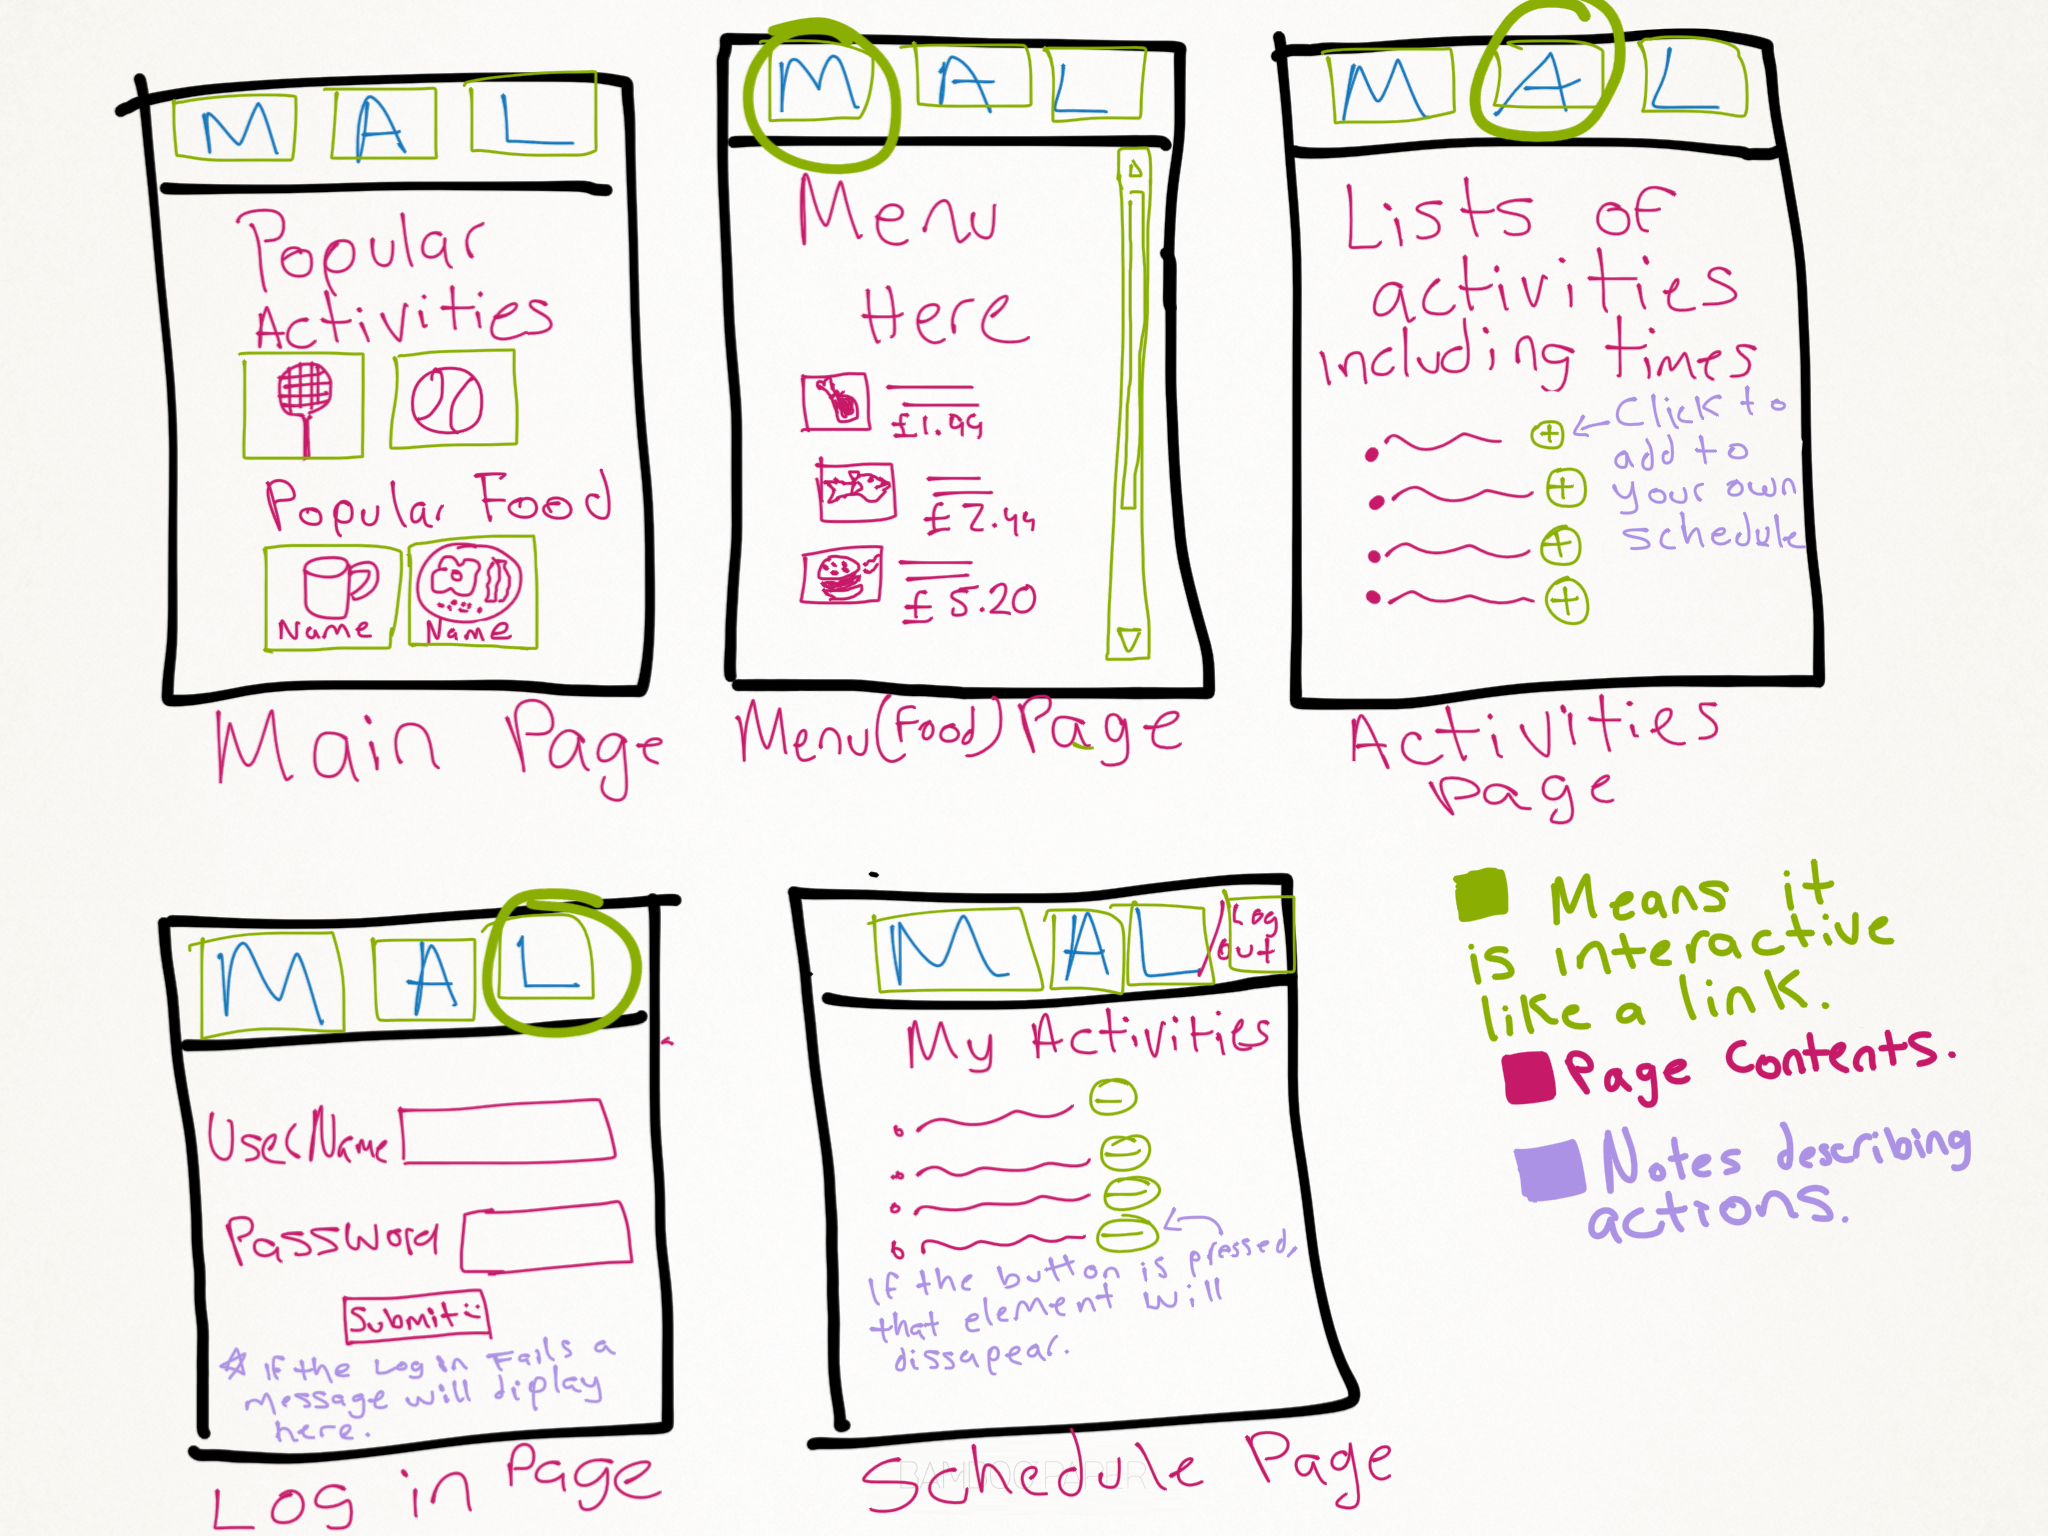 M A L
Popular
Activities
Popular Food
Name Name
Main Page
M A L
Menu
Here
£1.99
£2.44
£5.20
Menu (Food) Page
M A L
Lists of
activities
including times
Click to
add to
your own
schedule
Activities
Page
M A L
UserName
Password
Submit :)
☆ If the Log in Fails a
message will diplay
here.
Log in Page
M A L / Log
out
My Activities
If the button is pressed,
that element will
dissapear.
Schedule Page
BAMBOO PAPER
Means it
is interactive
like a link.
Page Contents.
Notes describing
actions.